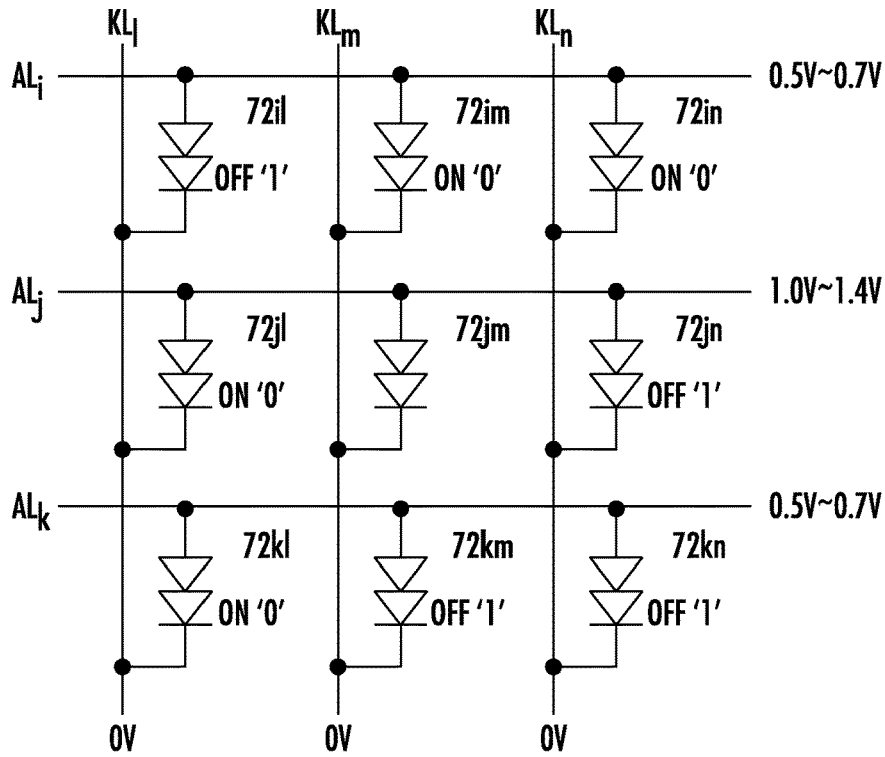 KLl KLm KLn
ALi 0.5V~0.7V
72il 72im 72in
OFF ‘1’ ON ‘0’ ON ‘0’
ALj 1.0V~1.4V
72jl 72jm 72jn
ON ‘0’ OFF ‘1’
ALk 0.5V~0.7V
72kl 72km 72kn
ON ‘0’ OFF ‘1’ OFF ‘1’
0V 0V 0V